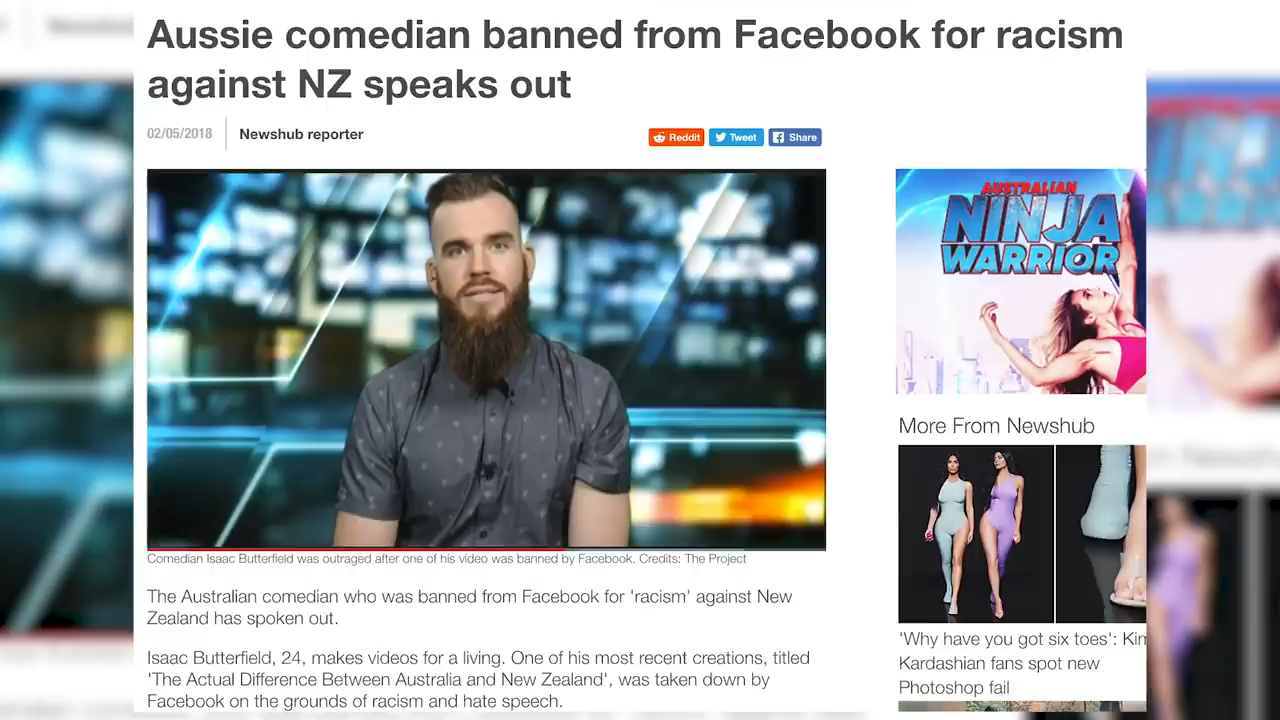 Aussie comedian banned from Facebook for racism
against NZ speaks out
02/05/2018
Newshub reporter
Reddit
Tweet
Share
AUSTRALIAN
NINJA
WARRIOR
More From Newshub
Comedian Isaac Butterfield was outraged after one of his video was banned by Facebook. Credits: The Project
The Australian comedian who was banned from Facebook for 'racism' against New
Zealand has spoken out.
Isaac Butterfield, 24, makes videos for a living. One of his most recent creations, titled
'The Actual Difference Between Australia and New Zealand', was taken down by
Facebook on the grounds of racism and hate speech.
'Why have you got six toes': Kim
Kardashian fans spot new
Photoshop fail